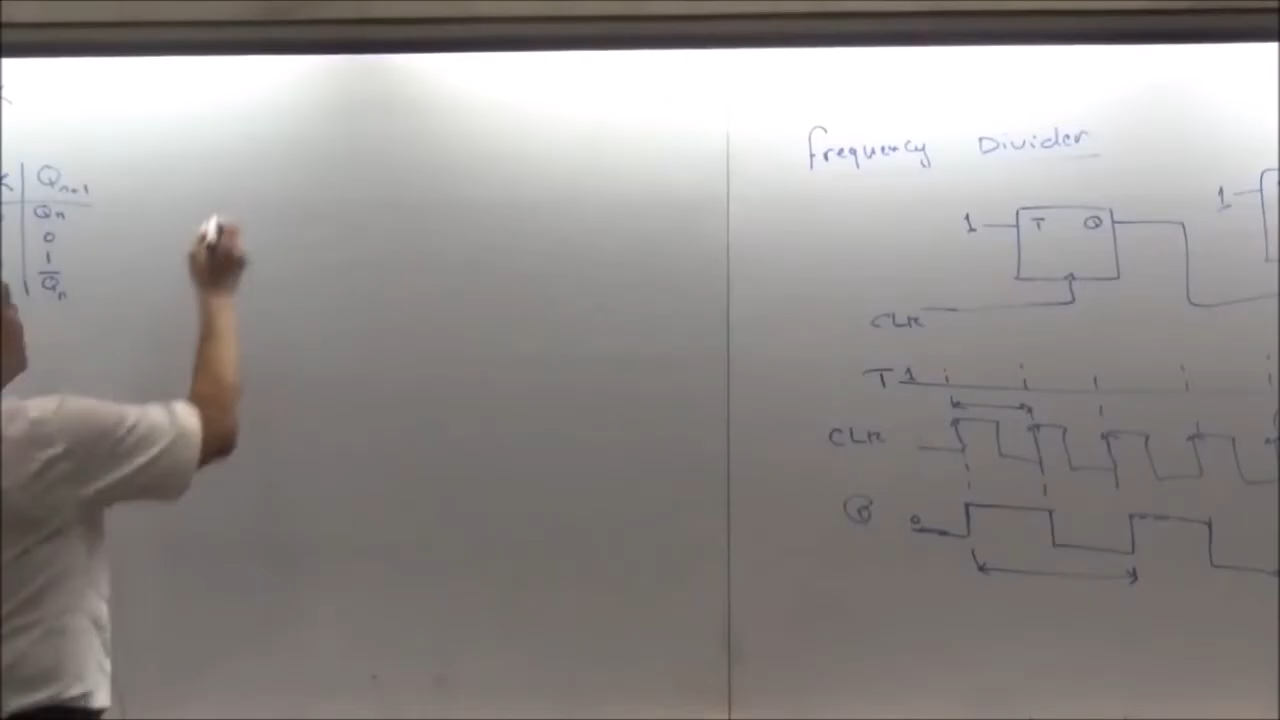 Qn+1
Qn
0
1
Q̅n
Frequency Divider
1 T Q 1
CLK
T 1
CLK
Q 0